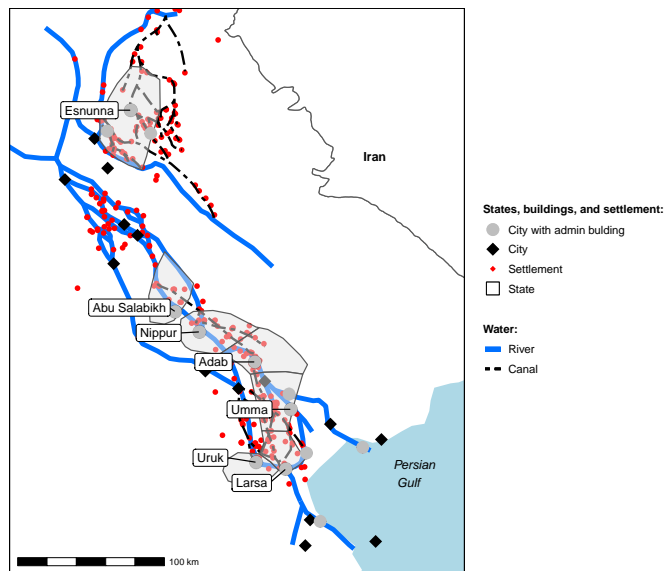 Esnunna
Iran
Abu Salabikh
Nippur
Adab
Umma
Uruk
Larsa
Persian
Gulf
100 km
States, buildings, and settlement:
City with admin bulding
City
Settlement
State
Water:
River
Canal